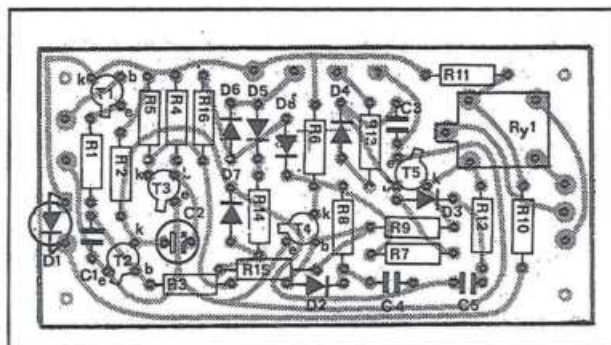 D6 D5 D8 D4 R11
k T1 b e
R5 R4 R16 R6 R13 C3
R1 R2 Ry1
k T3 e D7 R14 T5 k
D1 C2 k T4 b R8 D3 R12 R10
R9
R7
C1 e T2 b R3 R15 D2 C4 C5